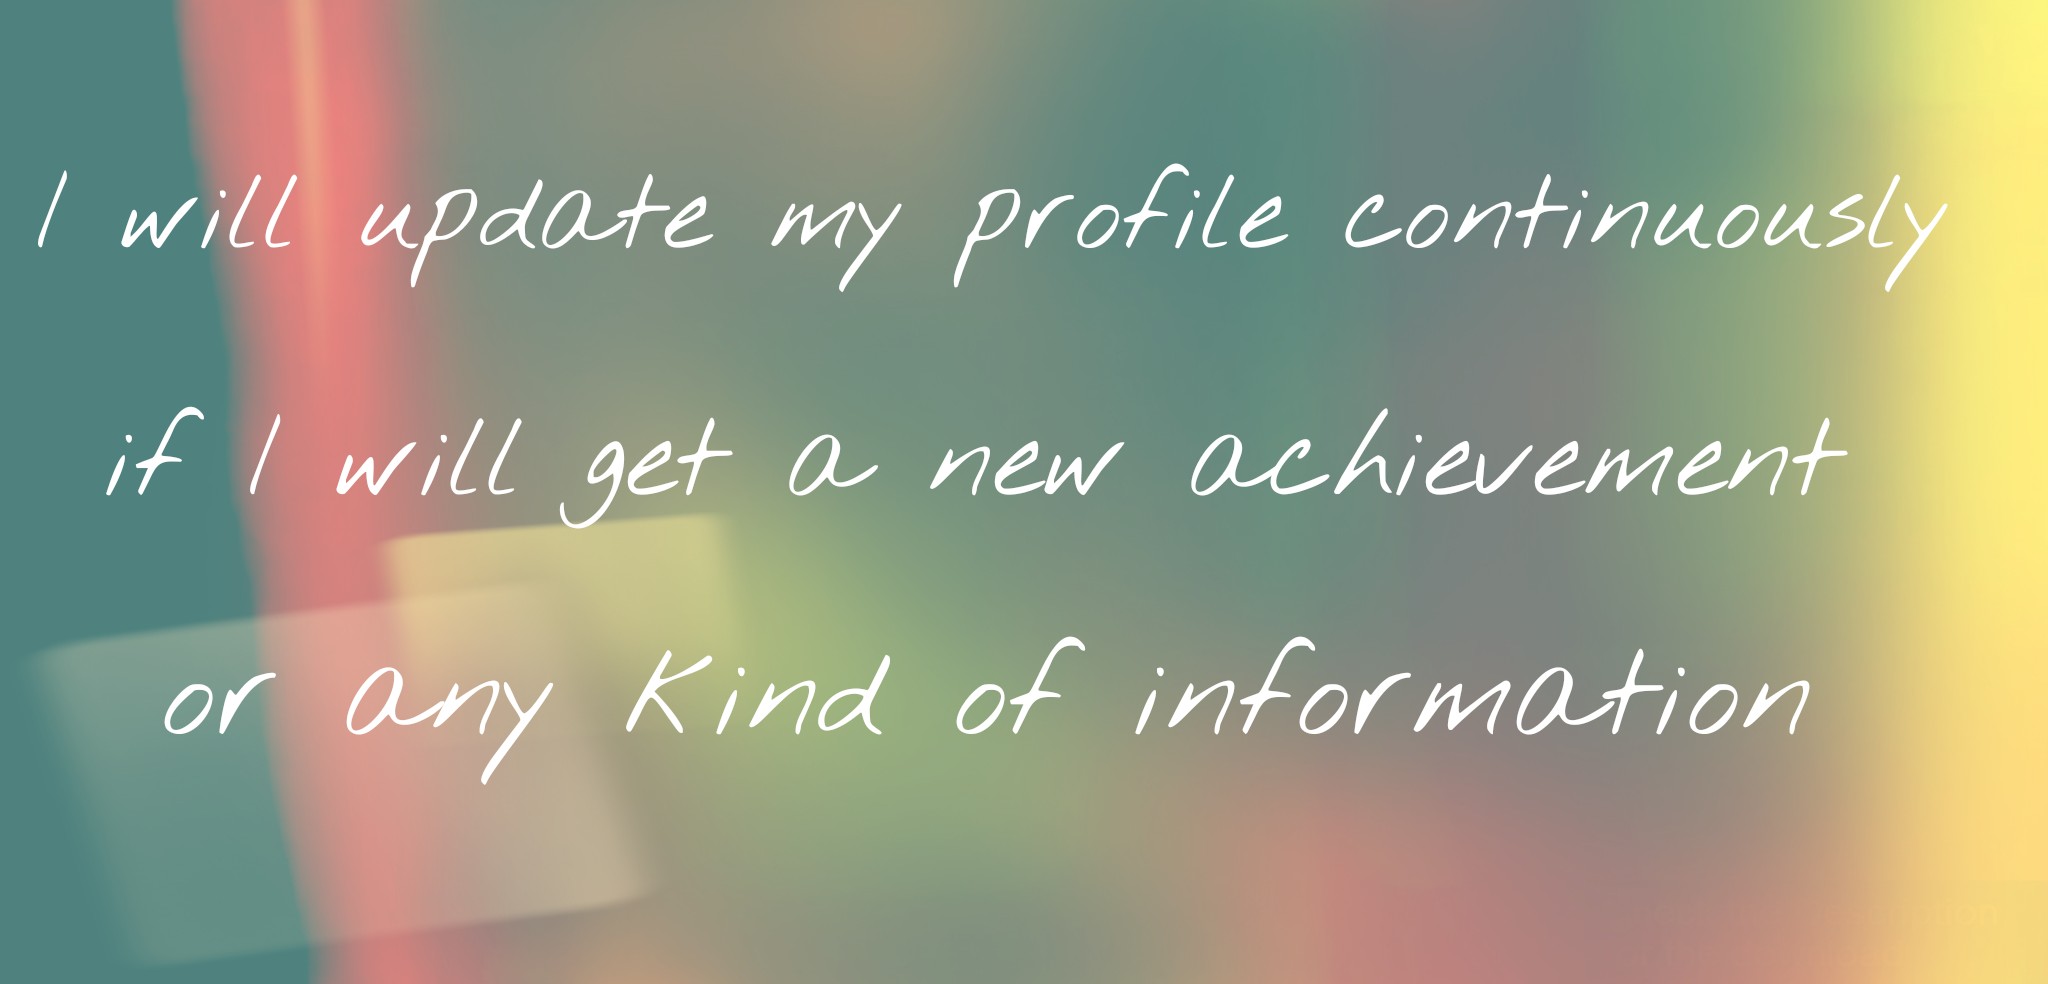 I will update my profile continuously
if I will get a new achievement
or any kind of information